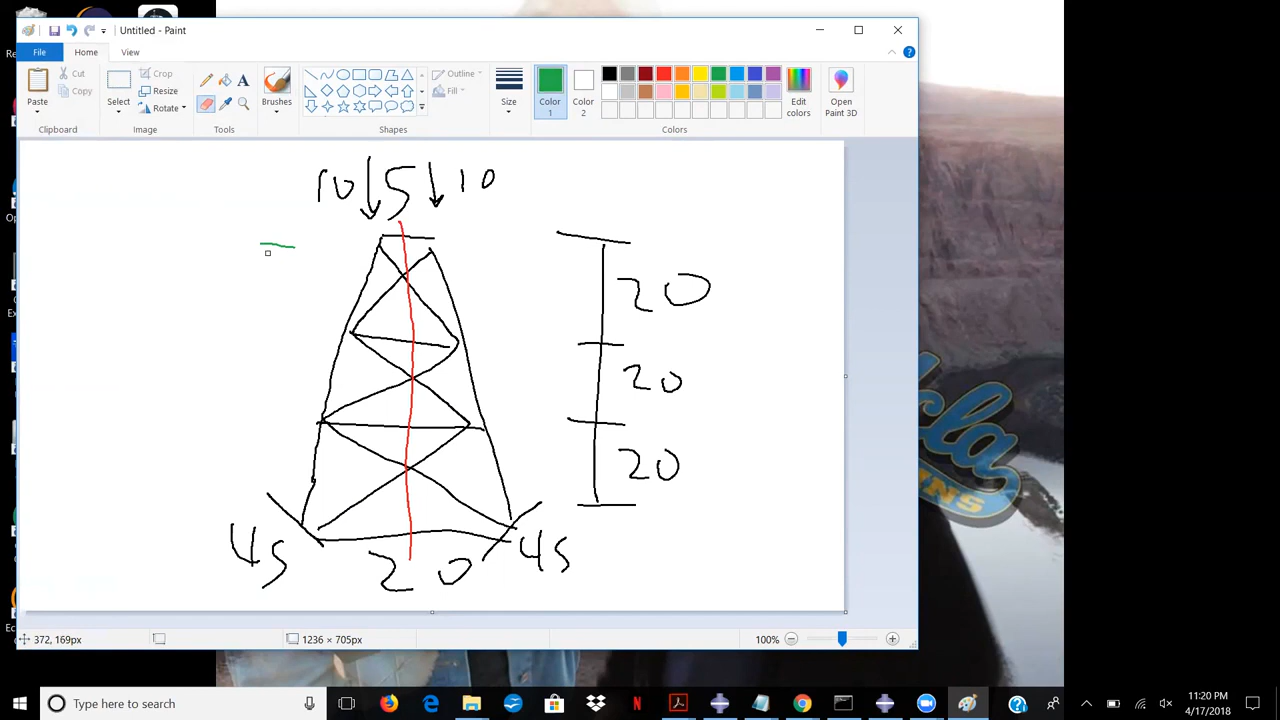 Untitled - Paint
File Home View
Paste Cut Copy
Clipboard
Select Crop Resize Rotate
Image
Tools
Brushes
Shapes
Outline Fill
Size
Color 1
Color 2
Edit colors
Colors
Open Paint 3D
10 5 10
20
20
20
45 20 45
372, 169px
1236 × 705px
100%
Type here to search
11:20 PM
4/17/2018